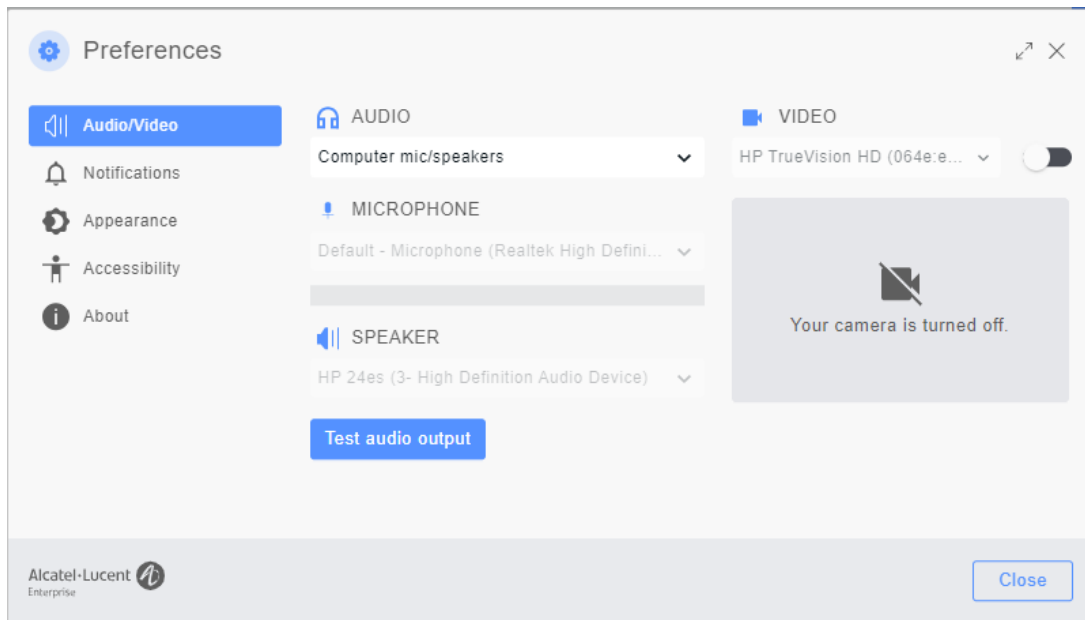 Preferences
Audio/Video
Notifications
Appearance
Accessibility
About
AUDIO
Computer mic/speakers
MICROPHONE
Default - Microphone (Realtek High Defini...
SPEAKER
HP 24es (3- High Definition Audio Device)
Test audio output
VIDEO
HP TrueVision HD (064e:e...
Your camera is turned off.
Alcatel·Lucent
Enterprise
Close